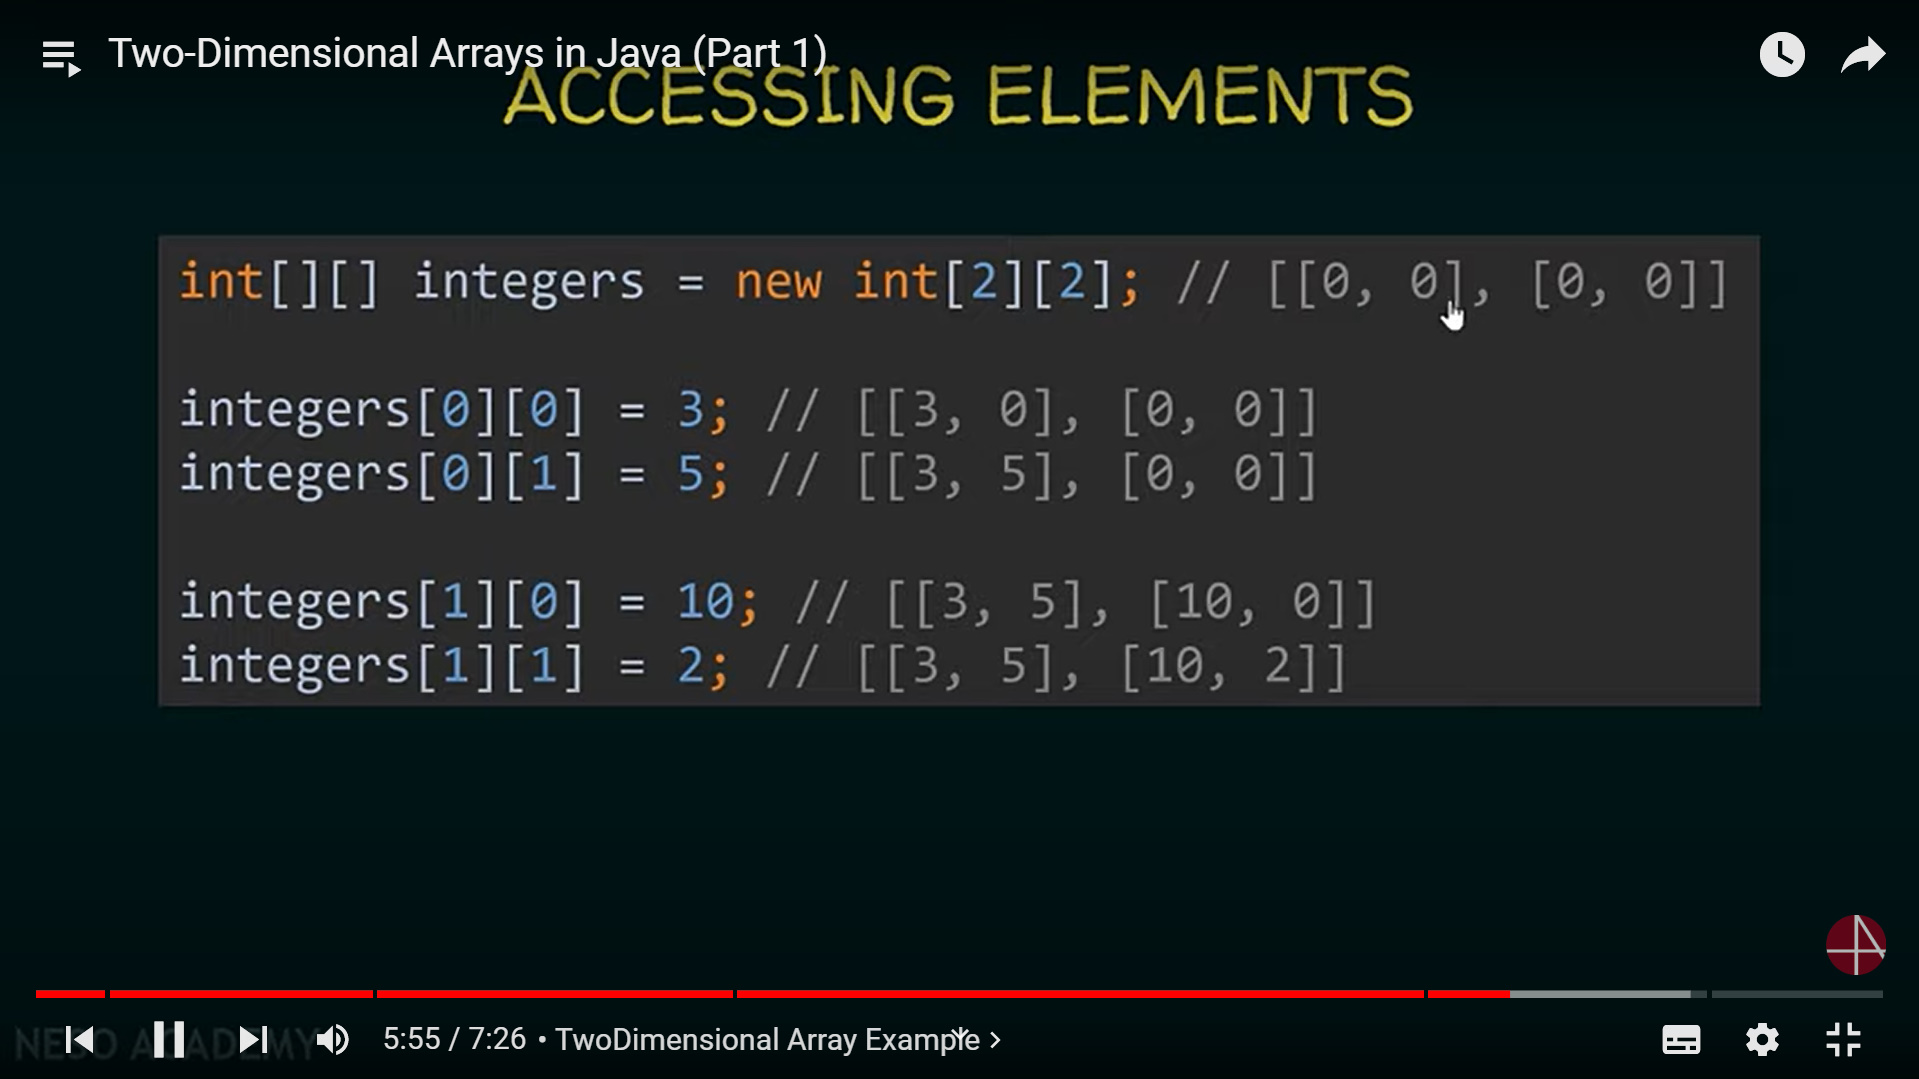 Two-Dimensional Arrays in Java (Part 1)
ACCESSING ELEMENTS
int[][] integers = new int[2][2]; // [[0, 0], [0, 0]]
integers[0][0] = 3; // [[3, 0], [0, 0]]
integers[0][1] = 5; // [[3, 5], [0, 0]]
integers[1][0] = 10; // [[3, 5], [10, 0]]
integers[1][1] = 2; // [[3, 5], [10, 2]]
NESO ACADEMY
5:55 / 7:26 • TwoDimensional Array Example >